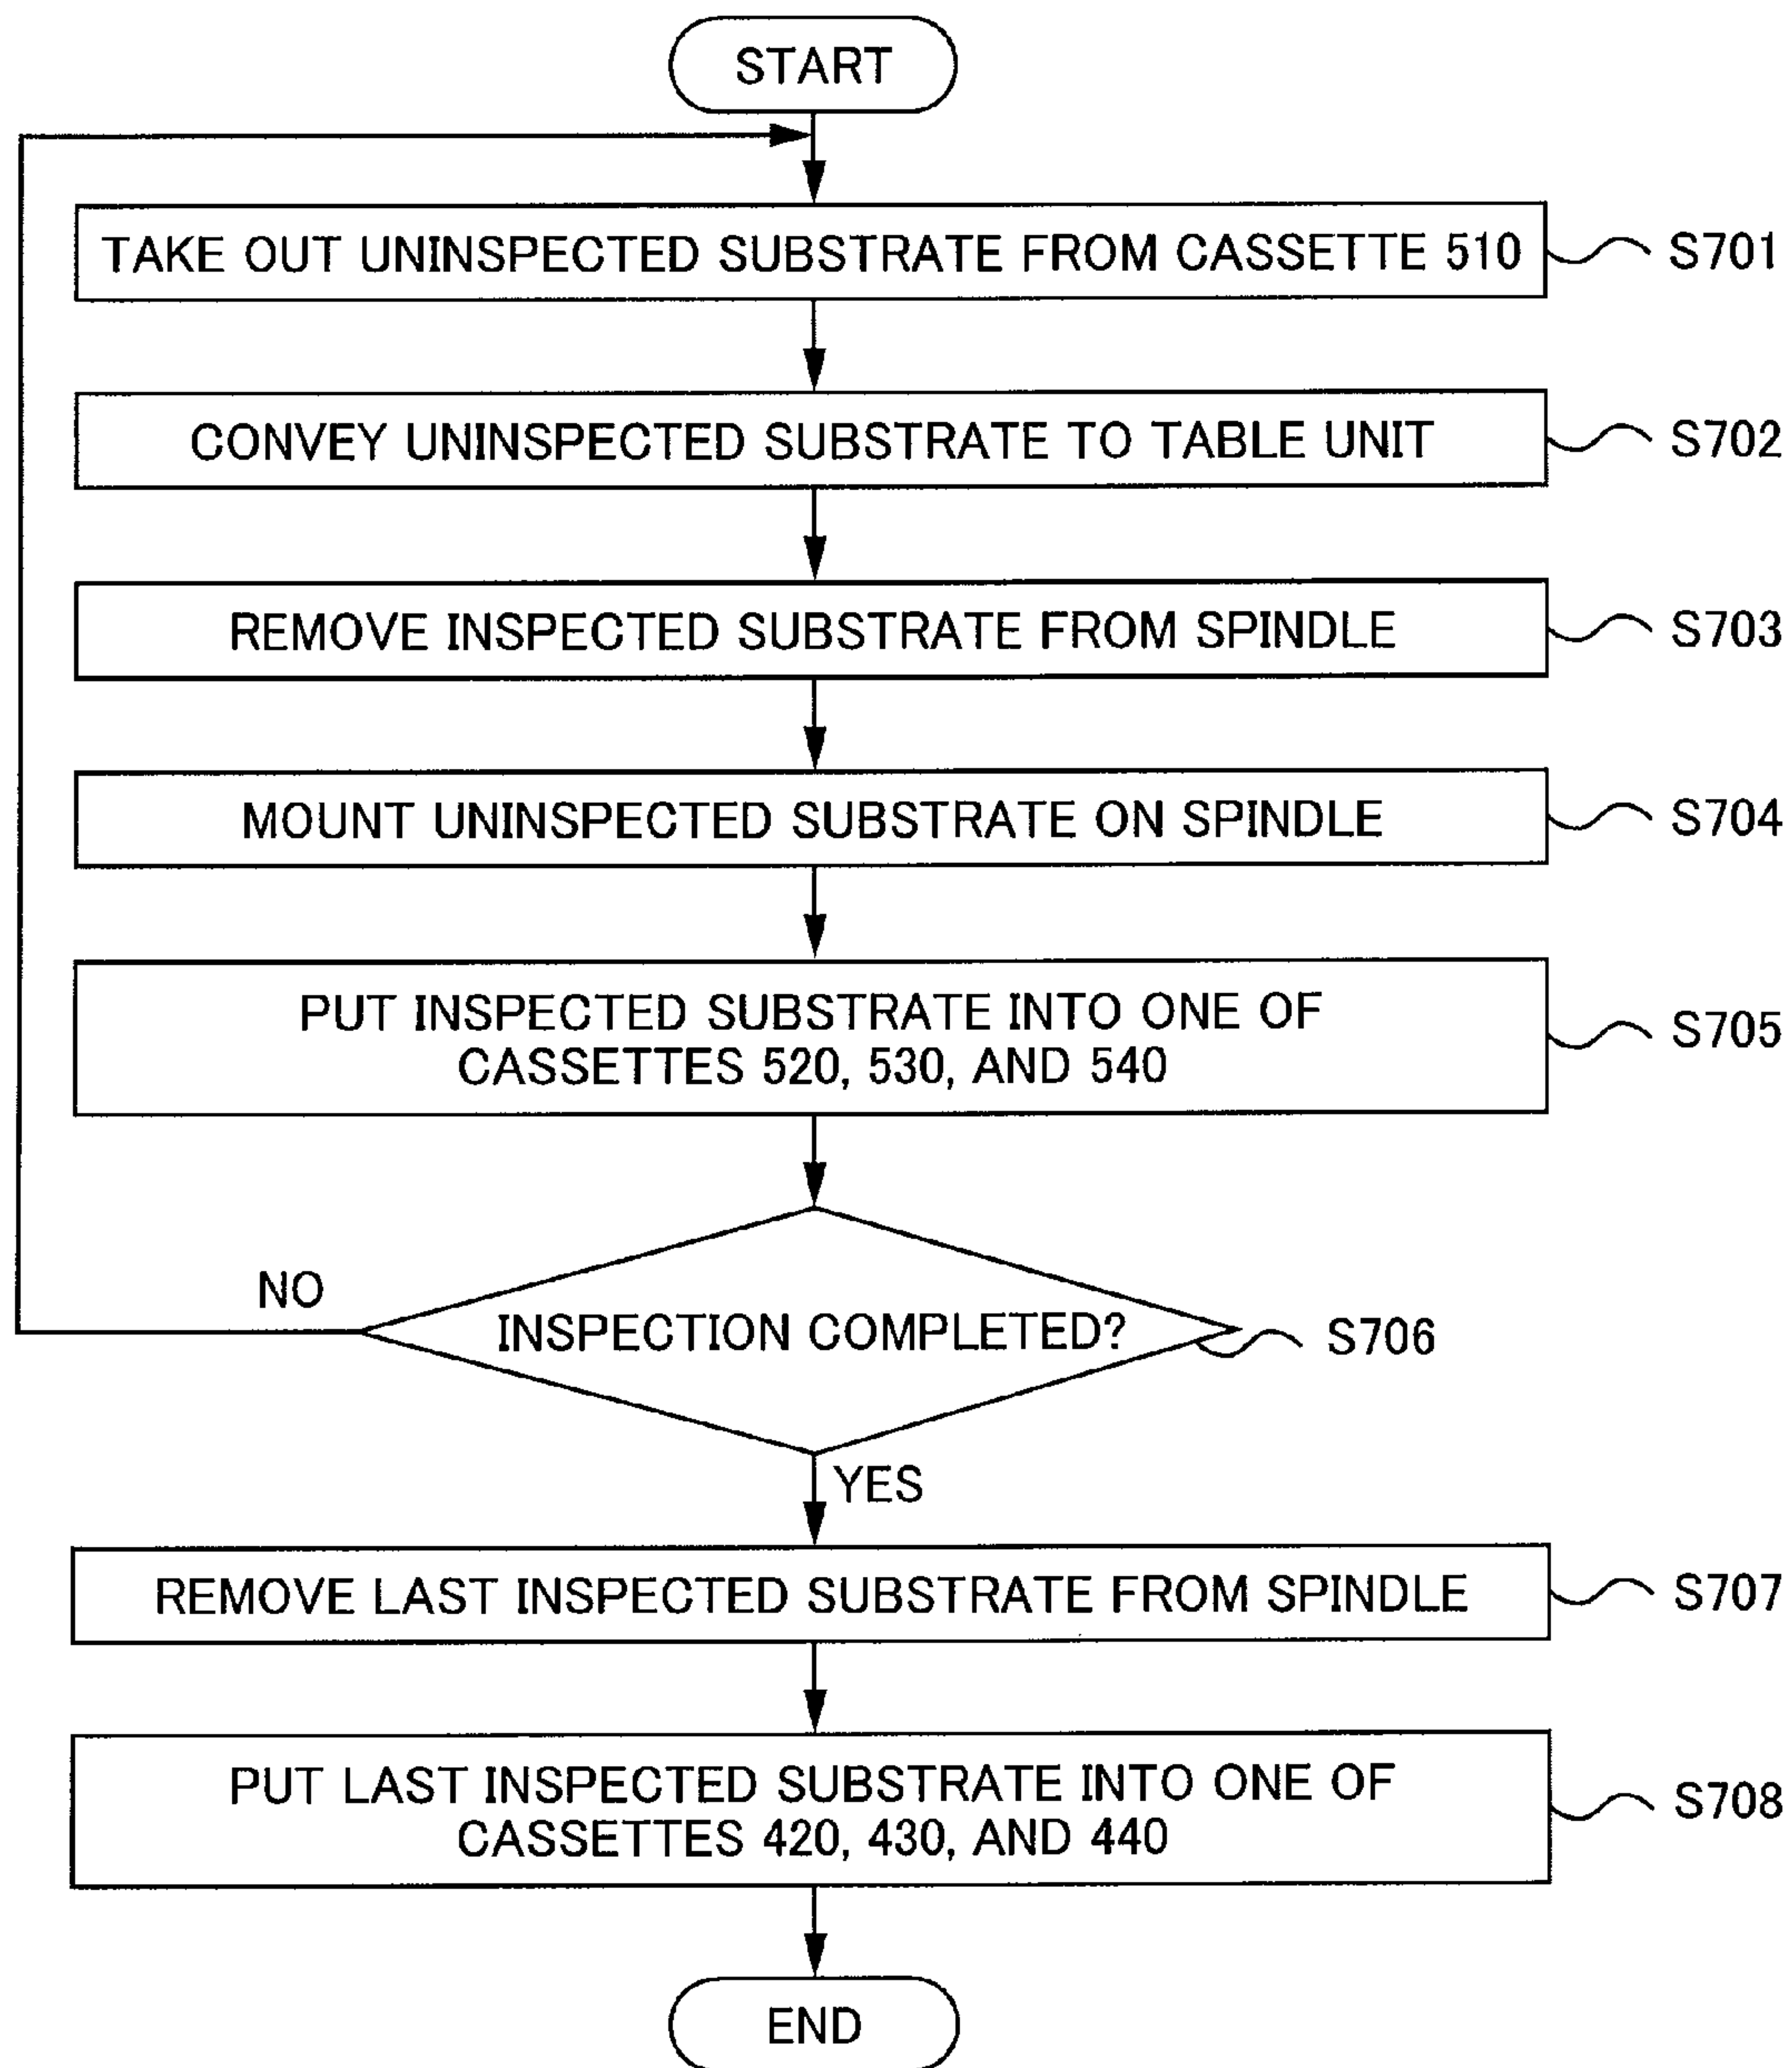 START
TAKE OUT UNINSPECTED SUBSTRATE FROM CASSETTE 510
S701
CONVEY UNINSPECTED SUBSTRATE TO TABLE UNIT
S702
REMOVE INSPECTED SUBSTRATE FROM SPINDLE
S703
MOUNT UNINSPECTED SUBSTRATE ON SPINDLE
S704
PUT INSPECTED SUBSTRATE INTO ONE OF
CASSETTES 520, 530, AND 540
S705
NO
INSPECTION COMPLETED?
S706
YES
REMOVE LAST INSPECTED SUBSTRATE FROM SPINDLE
S707
PUT LAST INSPECTED SUBSTRATE INTO ONE OF
CASSETTES 420, 430, AND 440
S708
END